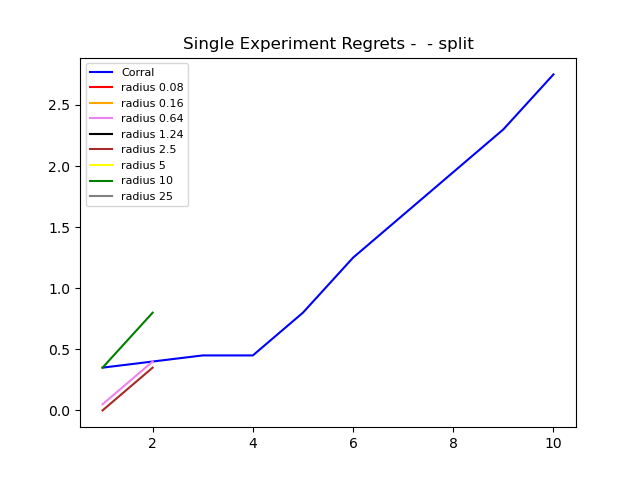 Single Experiment Regrets -  - split
Corral
radius 0.08
radius 0.16
radius 0.64
radius 1.24
radius 2.5
radius 5
radius 10
radius 25
2.5
2.0
1.5
1.0
0.5
0.0
2 4 6 8 10